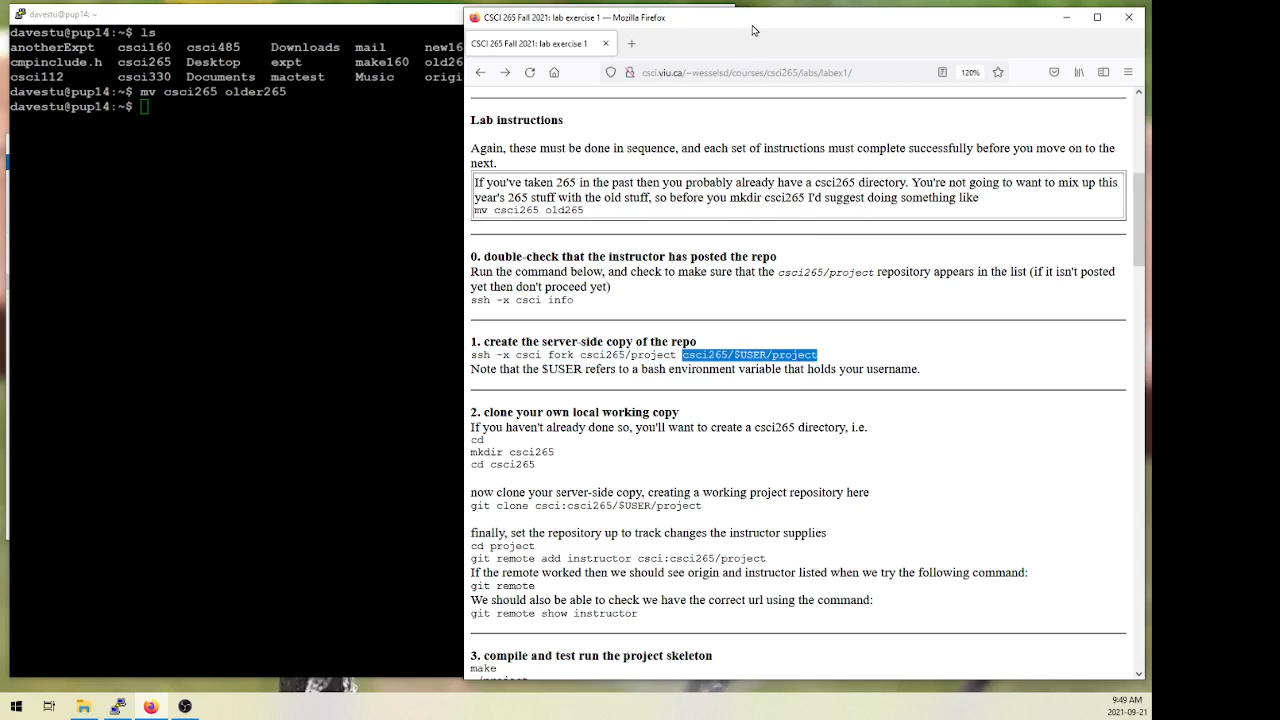 davestu@pup14: ~
davestu@pup14:~$ ls
anotherExpt csci160 csci485 Downloads mail new16
cmpinclude.h csci265 Desktop expt make160 old26
csci112 csci330 Documents mactest Music origi
davestu@pup14:~$ mv csci265 older265
davestu@pup14:~$
CSCI 265 Fall 2021: lab exercise 1 — Mozilla Firefox
CSCI 265 Fall 2021: lab exercise 1
csci.viu.ca/~wesselsd/courses/csci265/labs/labex1/
120%
Lab instructions
Again, these must be done in sequence, and each set of instructions must complete successfully before you move on to the
next.
If you've taken 265 in the past then you probably already have a csci265 directory. You're not going to want to mix up this
year's 265 stuff with the old stuff, so before you mkdir csci265 I'd suggest doing something like
mv csci265 old265
0. double-check that the instructor has posted the repo
Run the command below, and check to make sure that the csci265/project repository appears in the list (if it isn't posted
yet then don't proceed yet)
ssh -x csci info
1. create the server-side copy of the repo
ssh -x csci fork csci265/project csci265/$USER/project
Note that the $USER refers to a bash environment variable that holds your username.
2. clone your own local working copy
If you haven't already done so, you'll want to create a csci265 directory, i.e.
cd
mkdir csci265
cd csci265
now clone your server-side copy, creating a working project repository here
git clone csci:csci265/$USER/project
finally, set the repository up to track changes the instructor supplies
cd project
git remote add instructor csci:csci265/project
If the remote worked then we should see origin and instructor listed when we try the following command:
git remote
We should also be able to check we have the correct url using the command:
git remote show instructor
3. compile and test run the project skeleton
make
9:49 AM
2021-09-21